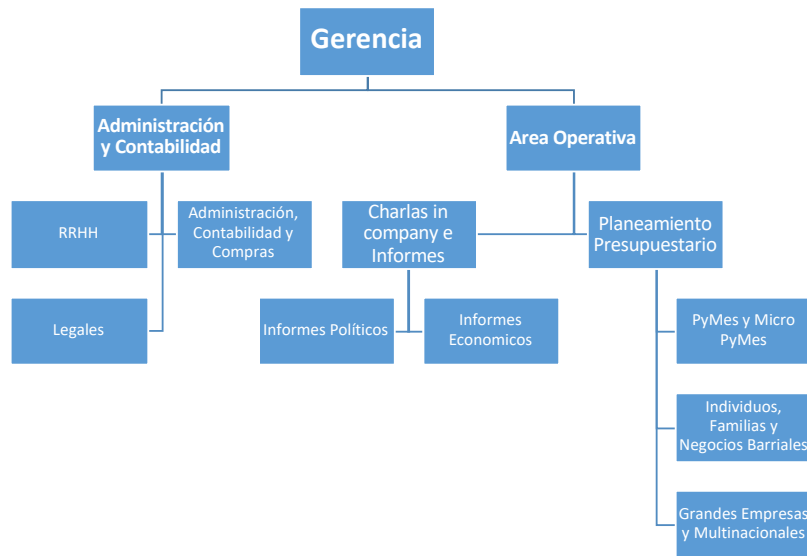 Gerencia
Administración
y Contabilidad
Area Operativa
RRHH
Administración,
Contabilidad y
Compras
Charlas in
company e
Informes
Planeamiento
Presupuestario
Legales
Informes Políticos
Informes
Economicos
PyMes y Micro
PyMes
Individuos,
Familias y
Negocios Barriales
Grandes Empresas
y Multinacionales